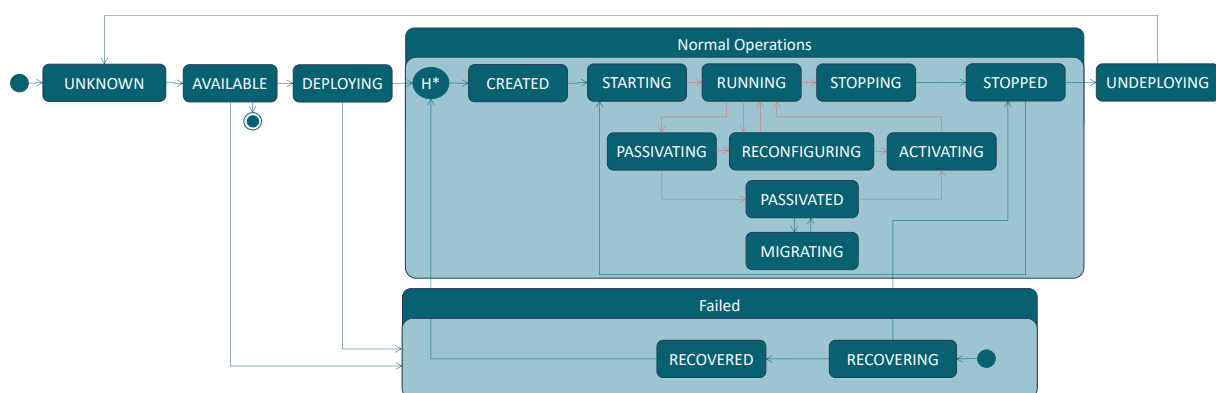 Normal Operations
UNKNOWN
AVAILABLE
DEPLOYING
H*
CREATED
STARTING
RUNNING
STOPPING
STOPPED
UNDEPLOYING
PASSIVATING
RECONFIGURING
ACTIVATING
PASSIVATED
MIGRATING
Failed
RECOVERED
RECOVERING